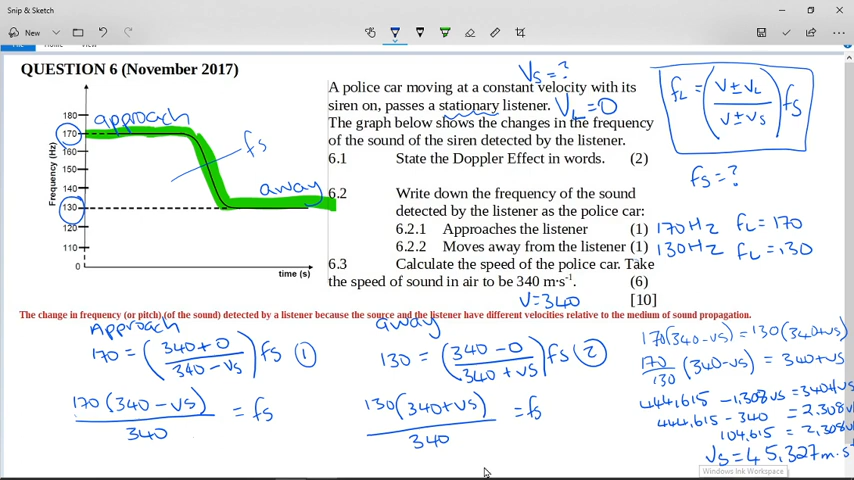 Snip & Sketch
New
File Home View
QUESTION 6 (November 2017)
Vs = ?
A police car moving at a constant velocity with its
siren on, passes a stationary listener. VL = 0
The graph below shows the changes in the frequency
of the sound of the siren detected by the listener.
6.1 State the Doppler Effect in words. (2)
6.2 Write down the frequency of the sound
detected by the listener as the police car:
6.2.1 Approaches the listener (1) 170Hz fL = 170
6.2.2 Moves away from the listener (1) 130Hz fL = 130
6.3 Calculate the speed of the police car. Take
the speed of sound in air to be 340 m·s-1. (6)
V = 340 [10]
fL = (V ± VL / V ± Vs) fs
fs = ?
Frequency (Hz)
180
170
160
150
140
130
120
110
0
time (s)
approach
fs
away
The change in frequency (or pitch) (of the sound) detected by a listener because the source and the listener have different velocities relative to the medium of sound propagation.
Approach
170 = (340 + 0 / 340 - vs) fs 1
170(340 - vs) / 340 = fs
away
130 = (340 - 0 / 340 + vs) fs 2
130(340 + vs) / 340 = fs
170(340 - vs) = 130(340 + vs)
170/130 (340 - vs) = 340 + vs
444,615 - 1,308vs = 340 + vs
444,615 - 340 = 2,308v
104,615 = 2,308v
Vs = 45,327 m·s
Windows Ink Workspace